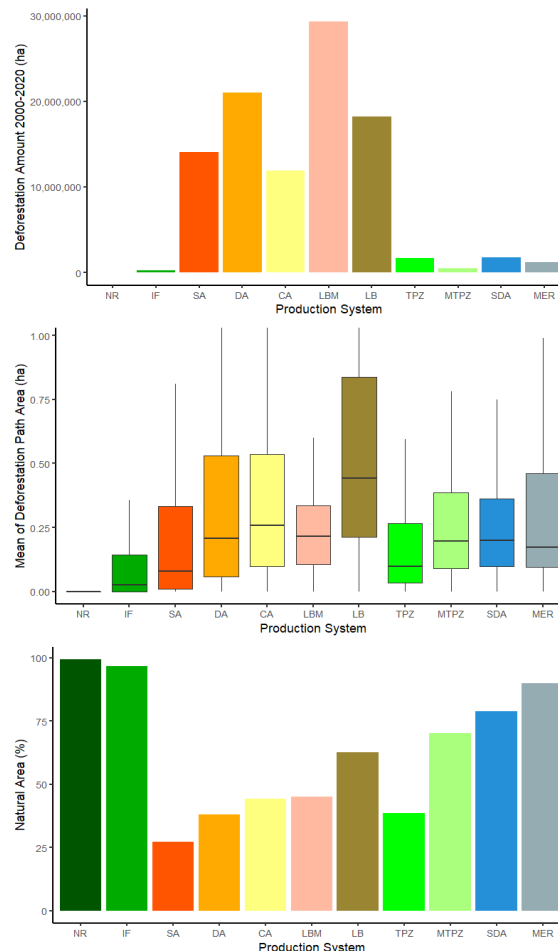 Deforestation Amount 2000-2020 (ha)
30,000,000
20,000,000
10,000,000
0
NR IF SA DA CA LBM LB TPZ MTPZ SDA MER
Production System
Mean of Deforestation Path Area (ha)
1.00
0.75
0.50
0.25
0.00
NR IF SA DA CA LBM LB TPZ MTPZ SDA MER
Production System
Natural Area (%)
100
75
50
25
0
NR IF SA DA CA LBM LB TPZ MTPZ SDA MER
Production System